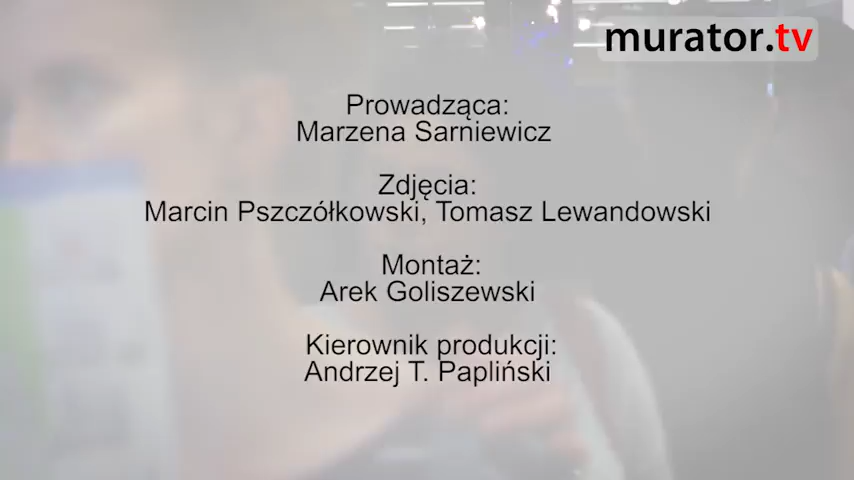 murator.tv
Prowadząca:
Marzena Sarniewicz
Zdjęcia:
Marcin Pszczółkowski, Tomasz Lewandowski
Montaż:
Arek Goliszewski
Kierownik produkcji:
Andrzej T. Papliński